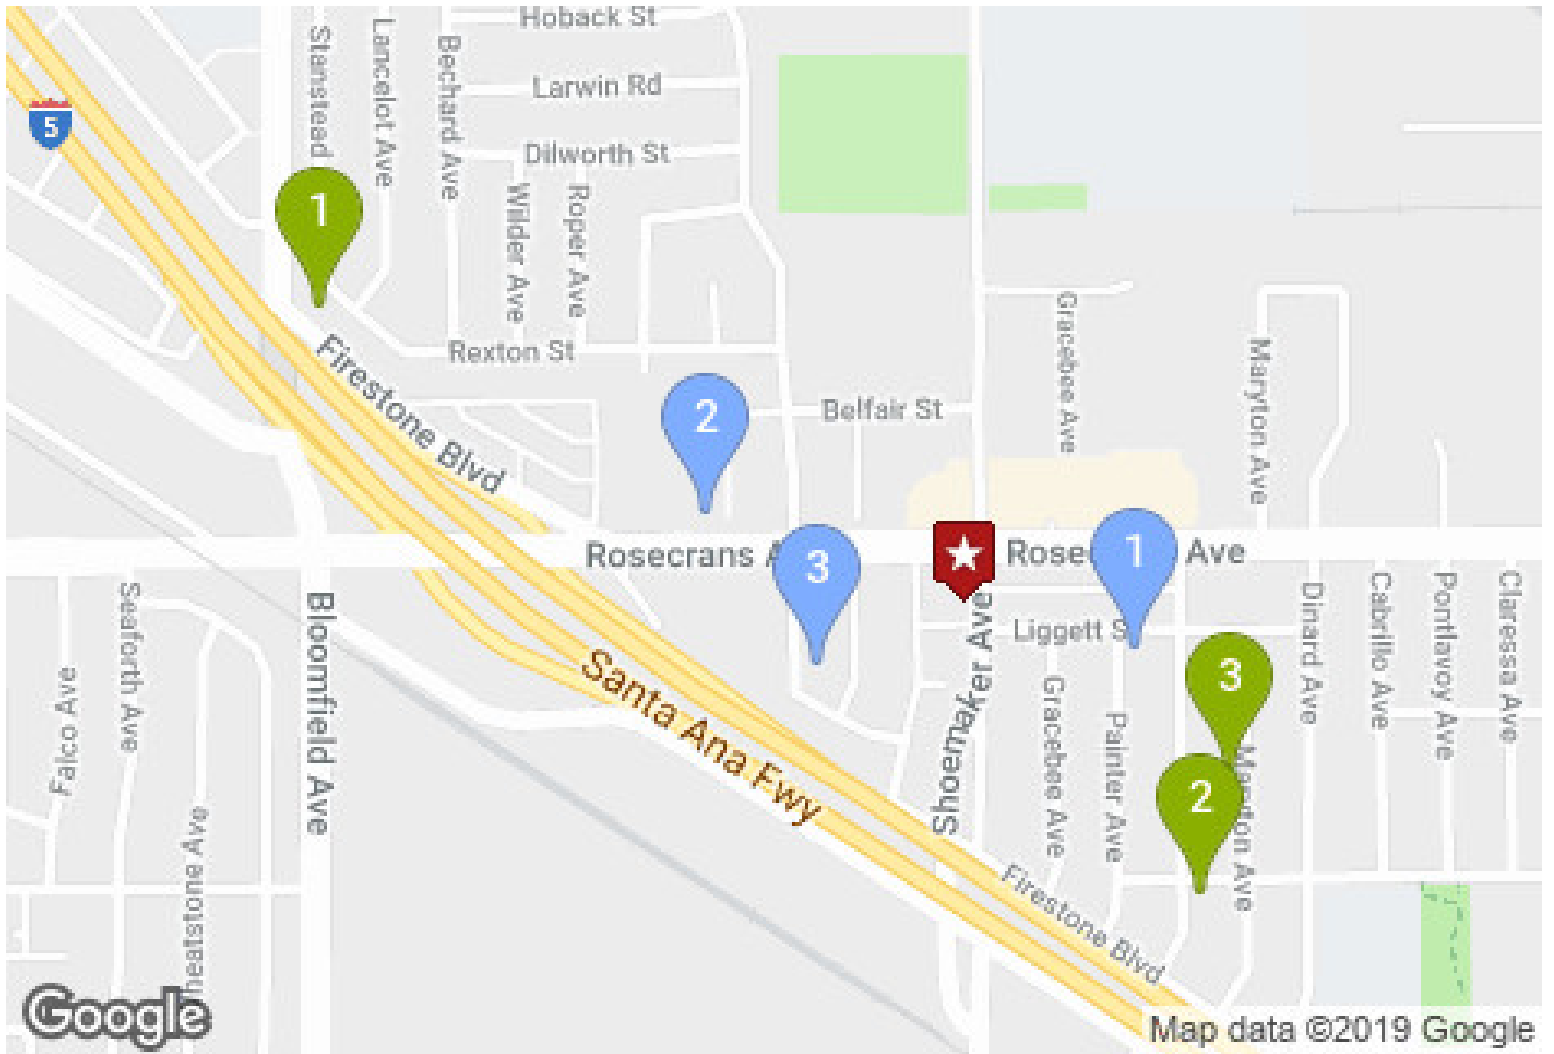 Hoback St
Stanstead
Lancelot Ave
Bechard Ave
Larwin Rd
5
Dilworth St
1
Wilder Ave
Roper Ave
Gracebee Ave
Maryton Ave
Firestone Blvd
Rexton St
2
Belfair St
Rosecrans A
3
Rose
1
Ave
Seaforth Ave
Bloomfield Ave
Falco Ave
Liggett S
Shoemaker Ave
Dinard Ave
Cabrillo Ave
Pontlavoy Ave
Claressa Ave
3
Santa Ana Fwy
Gracebee Ave
Painter Ave
2
Ave
heatstone Ave
Firestone Blvd
Google
Map data ©2019 Google